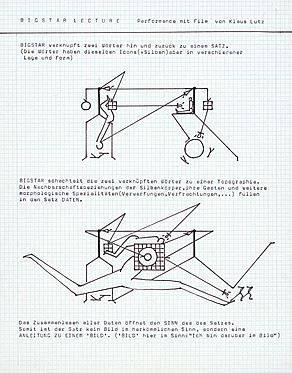 BIGSTAR LECTURE Performance mit Film von Klaus Lutz
BIGSTAR verknüpft zwei Wörter hin und zurück zu einem SATZ.
(Die Wörter haben dieselben Icons(=Silben)aber in verschiedener
Lage und Form)
BIGSTAR schachtelt die zwei verknüpften Wörter zu einer Topographie.
Die Nachbarschaftsbeziehungen der Silbenkörper,ihre Gesten und weitere
morphologische Spezialitäten(Verwerfungen,Verfrachtungen,...) füllen
in den Satz DATEN.
Das Zusammenlesen aller Daten öffnet den SINN des des Satzes.
Somit ist der Satz kein Bild im herkömmlichen Sinn, sondern eine
ANLEITUNG ZU EINEM 'BILD'. ('BILD' hier im Sinne:"Ich bin darüber im Bild")